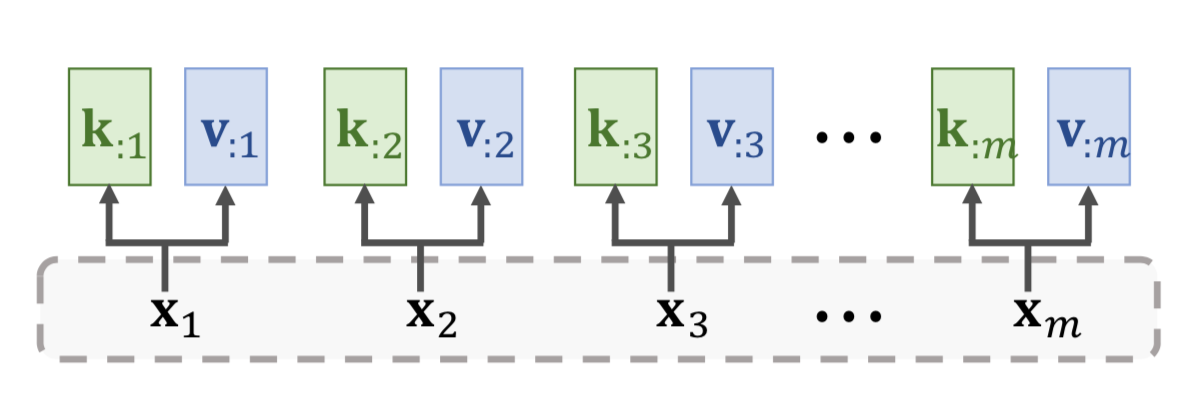 k:1 v:1 k:2 v:2 k:3 v:3 ••• k:m v:m
x1 x2 x3 ••• xm